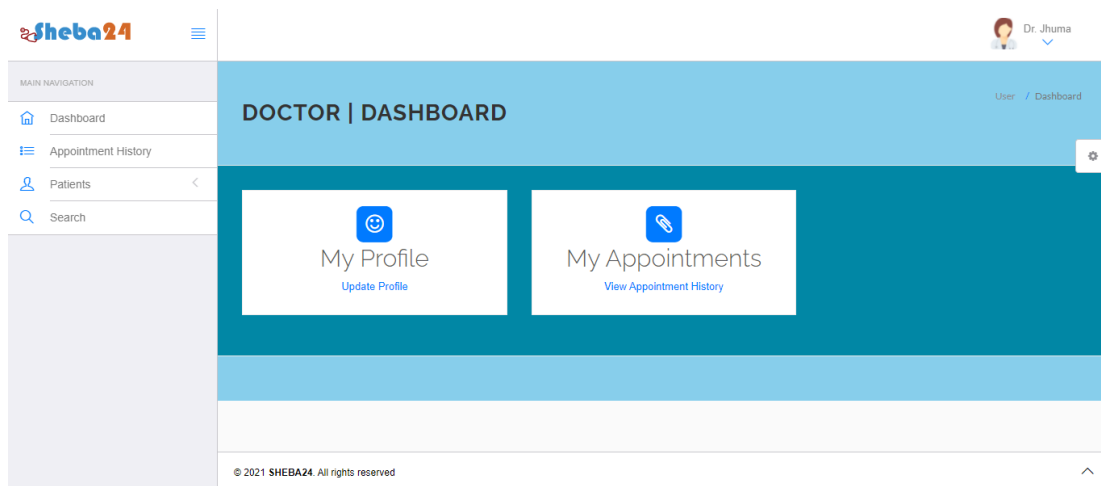 Sheba24
Dr. Jhuma
MAIN NAVIGATION
Dashboard
Appointment History
Patients
Search
DOCTOR | DASHBOARD
User / Dashboard
My Profile
Update Profile
My Appointments
View Appointment History
© 2021 SHEBA24. All rights reserved